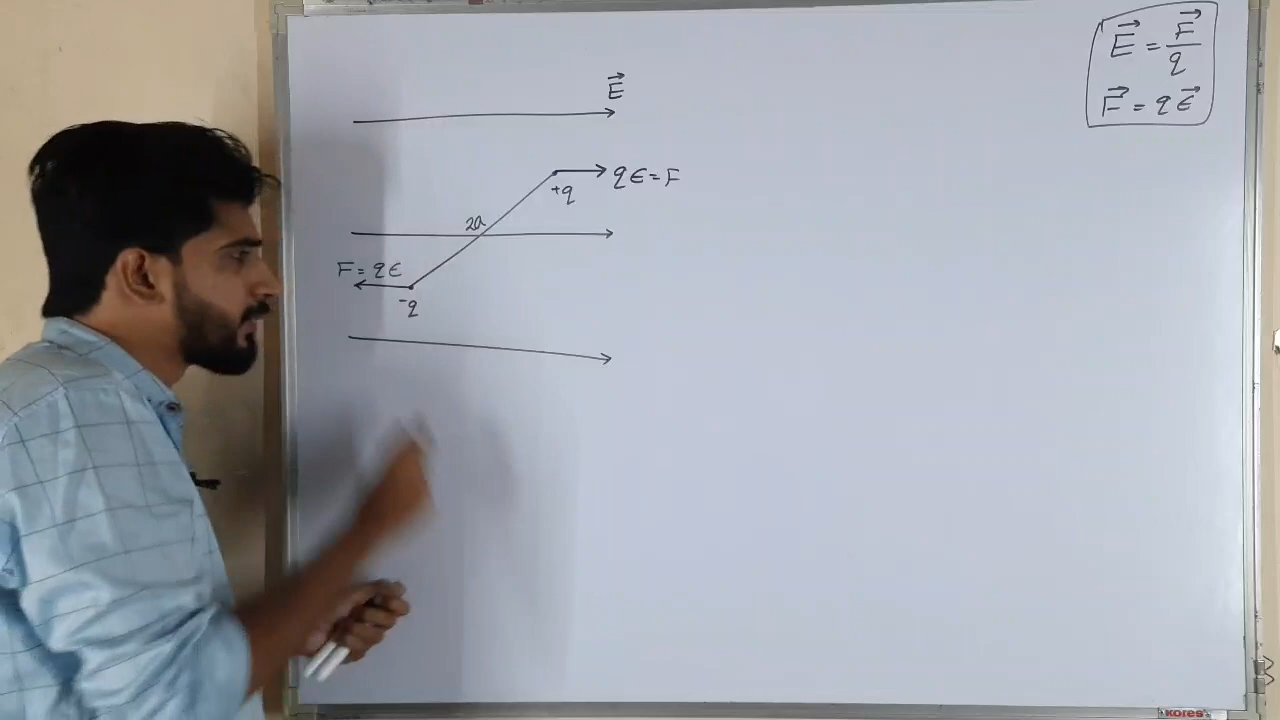 E⃗ = F⃗/q
F⃗ = qE⃗
E⃗
qE = F
+q
2a
F = qE
-q
KORES